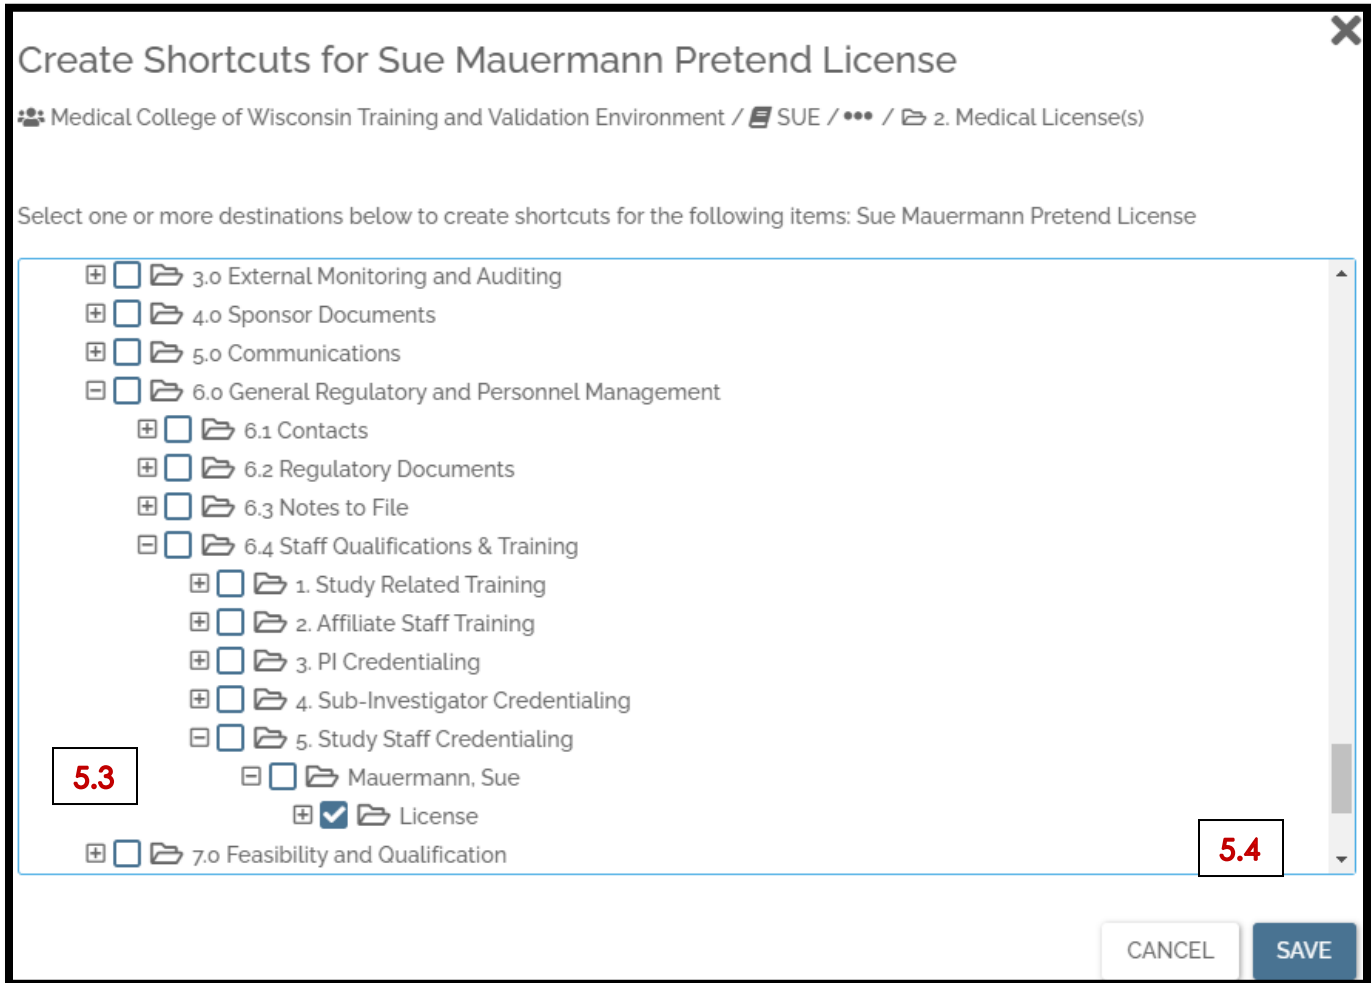 Create Shortcuts for Sue Mauermann Pretend License
Medical College of Wisconsin Training and Validation Environment / SUE / ••• / 2. Medical License(s)
Select one or more destinations below to create shortcuts for the following items: Sue Mauermann Pretend License
3.0 External Monitoring and Auditing
4.0 Sponsor Documents
5.0 Communications
6.0 General Regulatory and Personnel Management
6.1 Contacts
6.2 Regulatory Documents
6.3 Notes to File
6.4 Staff Qualifications & Training
1. Study Related Training
2. Affiliate Staff Training
3. PI Credentialing
4. Sub-Investigator Credentialing
5. Study Staff Credentialing
5.3
Mauermann, Sue
License
7.0 Feasibility and Qualification
5.4
CANCEL SAVE